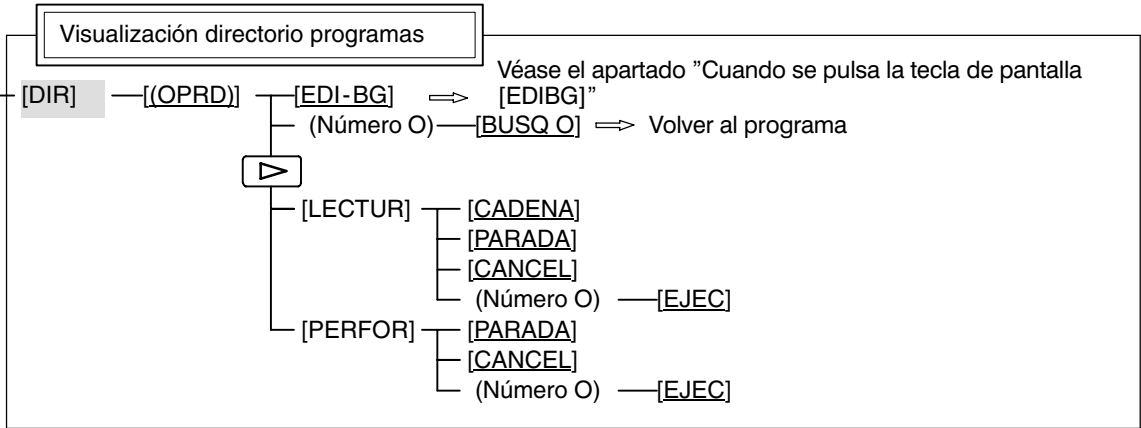 Visualización directorio programas
[DIR] [(OPRD)] [EDI-BG] Véase el apartado ”Cuando se pulsa la tecla de pantalla
[EDIBG]”
(Número O) [BUSQ O] Volver al programa
[LECTUR] [CADENA]
[PARADA]
[CANCEL]
(Número O) [EJEC]
[PERFOR] [PARADA]
[CANCEL]
(Número O) [EJEC]